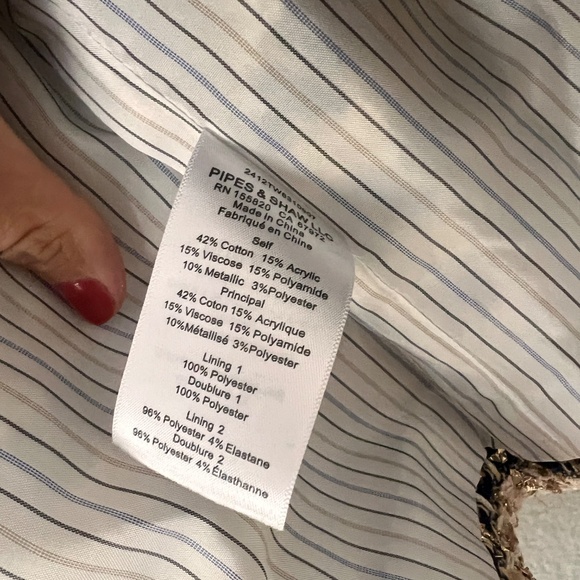 PIPES & SHAW LLC
RN 155820 CA 57972
Made in China
Fabriqué en Chine
Self
42% Cotton 15% Acrylic
15% Viscose 15% Polyamide
10% Metallic 3%Polyester
Principal
42% Coton 15% Acrylique
15% Viscose 15% Polyamide
10%Métallisé 3%Polyester
Lining 1
100% Polyester
Doublure 1
100% Polyester
Lining 2
96% Polyester 4% Elastane
Doublure 2
96% Polyester 4% Élasthanne